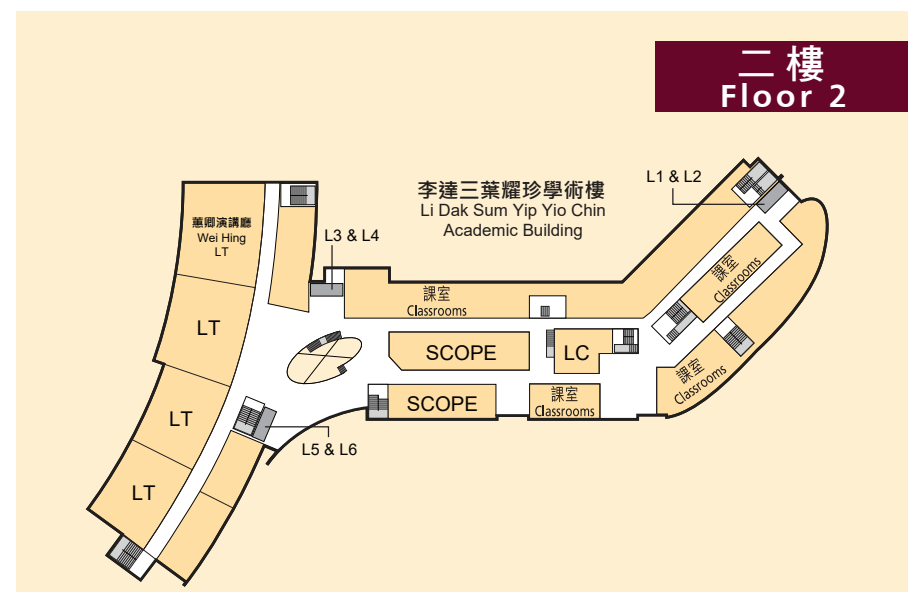 二樓
Floor 2
李達三葉耀珍學術樓
Li Dak Sum Yip Yio Chin
Academic Building
L1 & L2
蕙卿演講廳
Wei Hing
LT
L3 & L4
課室
Classrooms
課室
Classrooms
LT
SCOPE
LC
課室
Classrooms
SCOPE
課室
Classrooms
LT
L5 & L6
LT